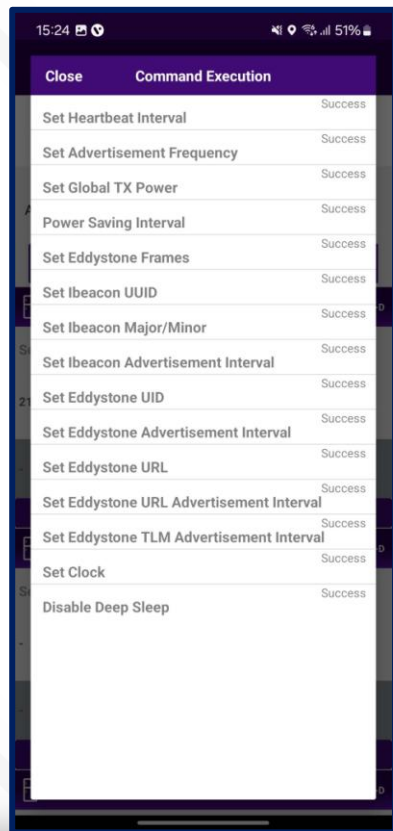 15:24 51%
Close Command Execution
Success
Set Heartbeat Interval
Success
Set Advertisement Frequency
Success
Set Global TX Power
Success
Power Saving Interval
Success
Set Eddystone Frames
Success
Set Ibeacon UUID
Success
Set Ibeacon Major/Minor
Success
Set Ibeacon Advertisement Interval
Success
Set Eddystone UID
Success
Set Eddystone Advertisement Interval
Success
Set Eddystone URL
Success
Set Eddystone URL Advertisement Interval
Success
Set Eddystone TLM Advertisement Interval
Success
Set Clock
Success
Disable Deep Sleep